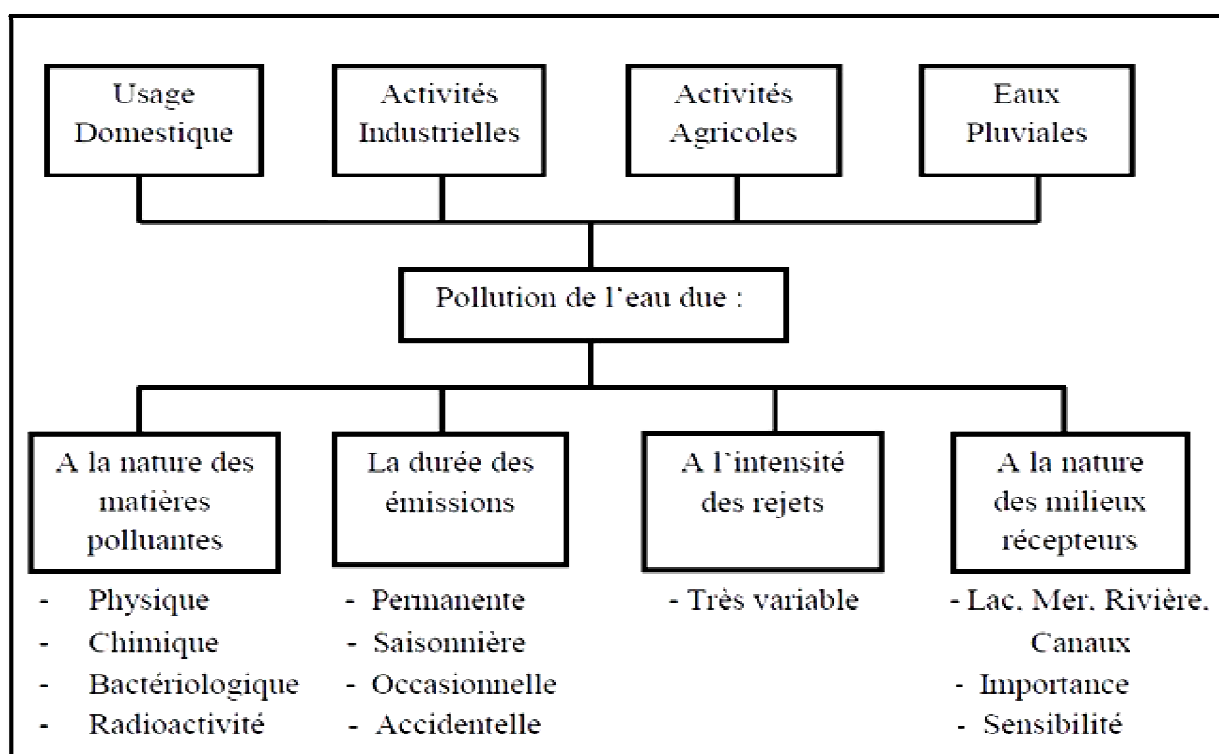 Usage
Domestique
Activités
Industrielles
Activités
Agricoles
Eaux
Pluviales
Pollution de l'eau due :
A la nature des
matières
polluantes
- Physique
- Chimique
- Bactériologique
- Radioactivité
La durée des
émissions
- Permanente
- Saisonnière
- Occasionnelle
- Accidentelle
A l'intensité
des rejets
- Très variable
A la nature
des milieux
récepteurs
- Lac, Mer, Rivière,
Canaux
- Importance
- Sensibilité